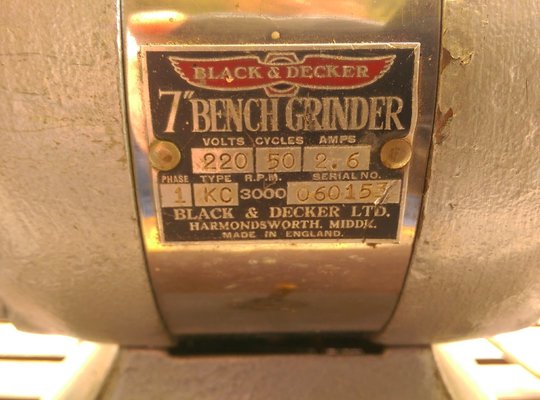 BLACK & DECKER
7" BENCH GRINDER
VOLTS CYCLES AMPS
220 50 2.6
PHASE TYPE R.P.M. SERIAL NO.
1 KC 3000 060153
BLACK & DECKER LTD.
HARMONDSWORTH, MIDDX.
MADE IN ENGLAND.